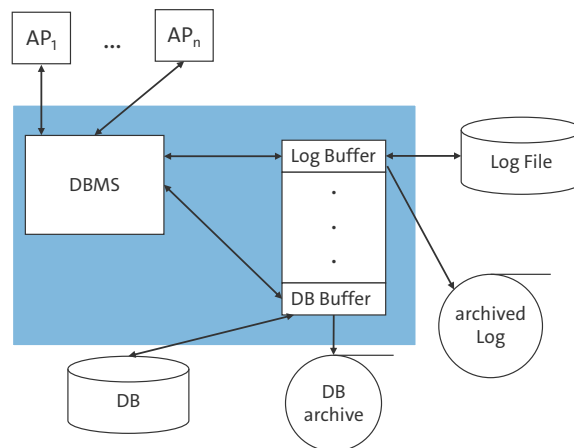 AP1 ... APn
DBMS
Log Buffer
Log File
.
.
.
DB Buffer
archived
Log
DB
DB
archive